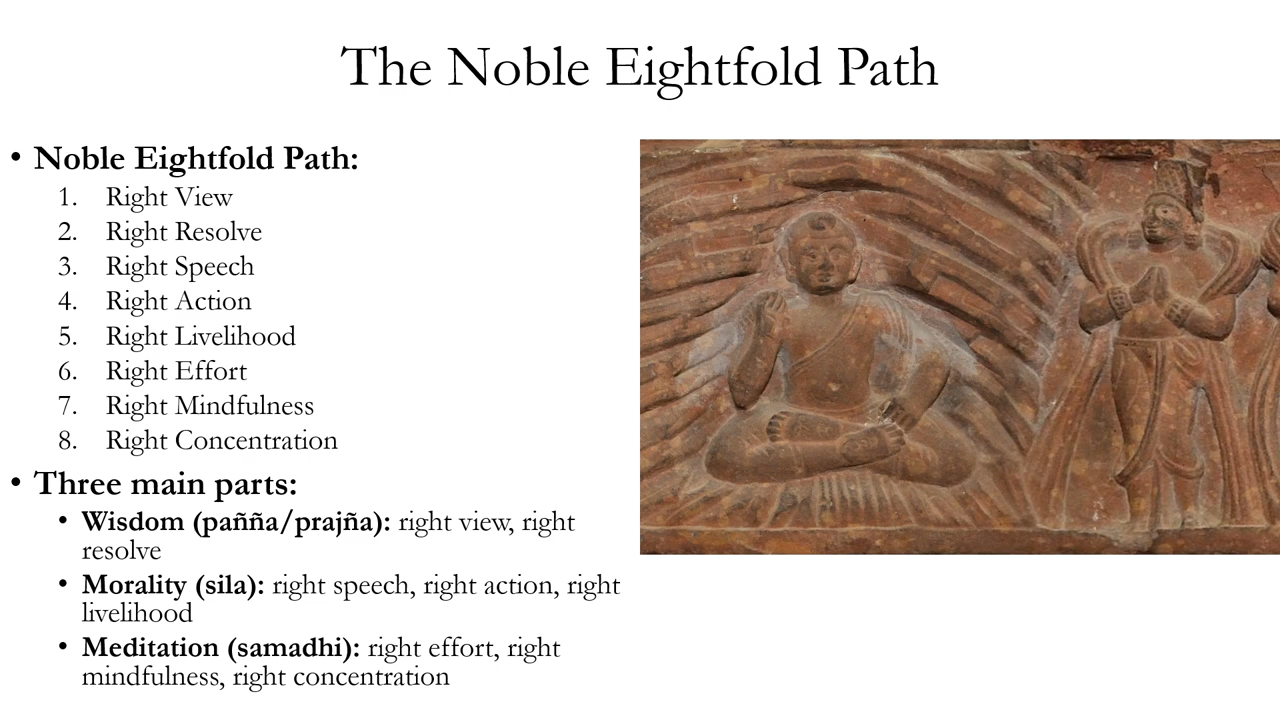 The Noble Eightfold Path
• Noble Eightfold Path:
1. Right View
2. Right Resolve
3. Right Speech
4. Right Action
5. Right Livelihood
6. Right Effort
7. Right Mindfulness
8. Right Concentration
• Three main parts:
• Wisdom (pañña/prajña): right view, right
resolve
• Morality (sila): right speech, right action, right
livelihood
• Meditation (samadhi): right effort, right
mindfulness, right concentration